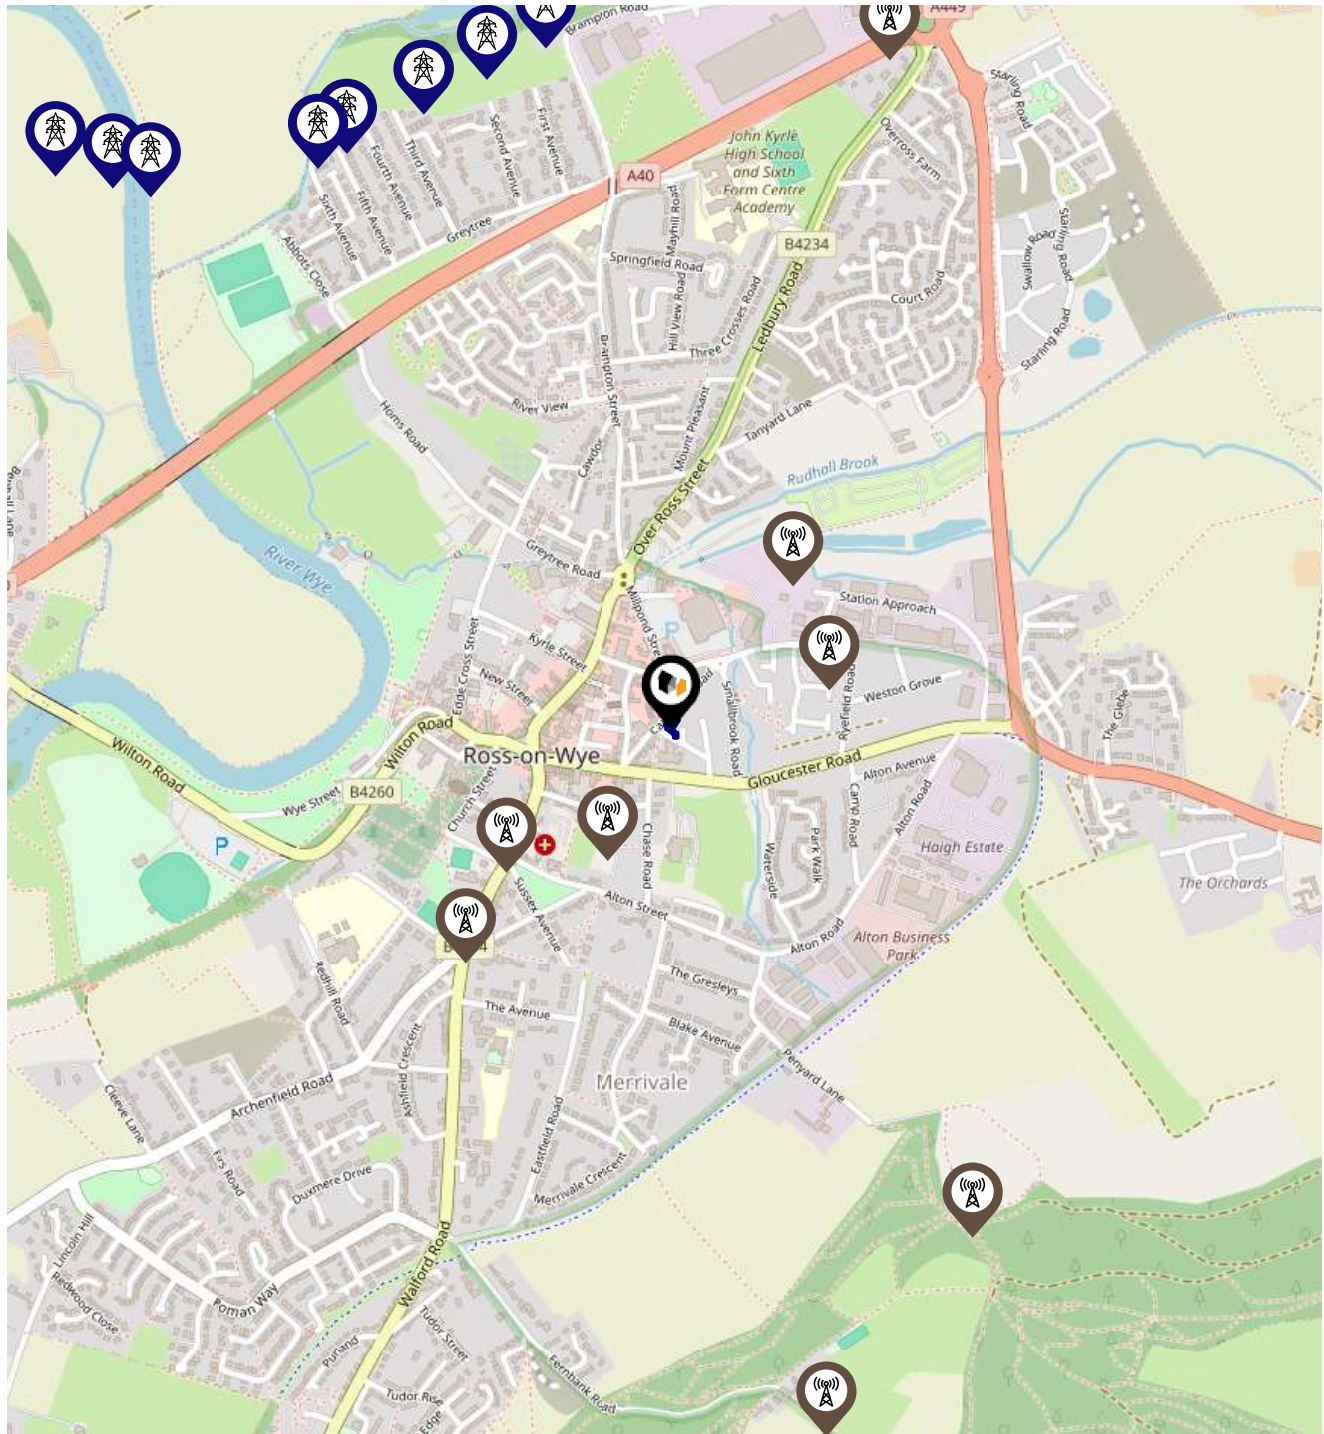 Brampton Road
A449
Starling Road
Overross Farm
John Kyrle
High School
and Sixth
Form Centre
Academy
First Avenue
Second Avenue
Third Avenue
Fourth Avenue
Fifth Avenue
Sixth Avenue
A40
Greytree
Abbots Close
Springfield Road
B4234
Starling Road
Swallow Road
Court Road
Hill View Road
Three Crosses Road
Ledbury Road
Starling Road
Brampton Street
River View
Homs Road
Cawdor
Mount Pleasant
Tanyard Lane
Rudhall Brook
Over Ross Street
River Wye
Greytree Road
Station Approach
P
Kyrle Street
New Street
Edde Cross Street
Weston Grove
Smallbrook Road
The Glebe
Wilton Road
Wilton Road
Ross-on-Wye
Gloucester Road
Alton Avenue
B4260
Wye Street
Church Street
P
Chase Road
Waterside
Park Walk
Camp Road
Alton Road
Haigh Estate
The Orchards
Sussex Avenue
Alton Street
Alton Road
Alton Business
Park
Redhill Road
The Gresleys
The Avenue
Blake Avenue
Ashfield Crescent
Penyard Lane
Merrivale
Archenfield Road
Cleeve Lane
Eastfield Road
Duxmere Drive
Merrivale Crescent
Lincoln Hill
Redwood Close
Roman Way
Walford Road
Purland
Tudor Street
Fernbank Road
Tudor Rise
Edge